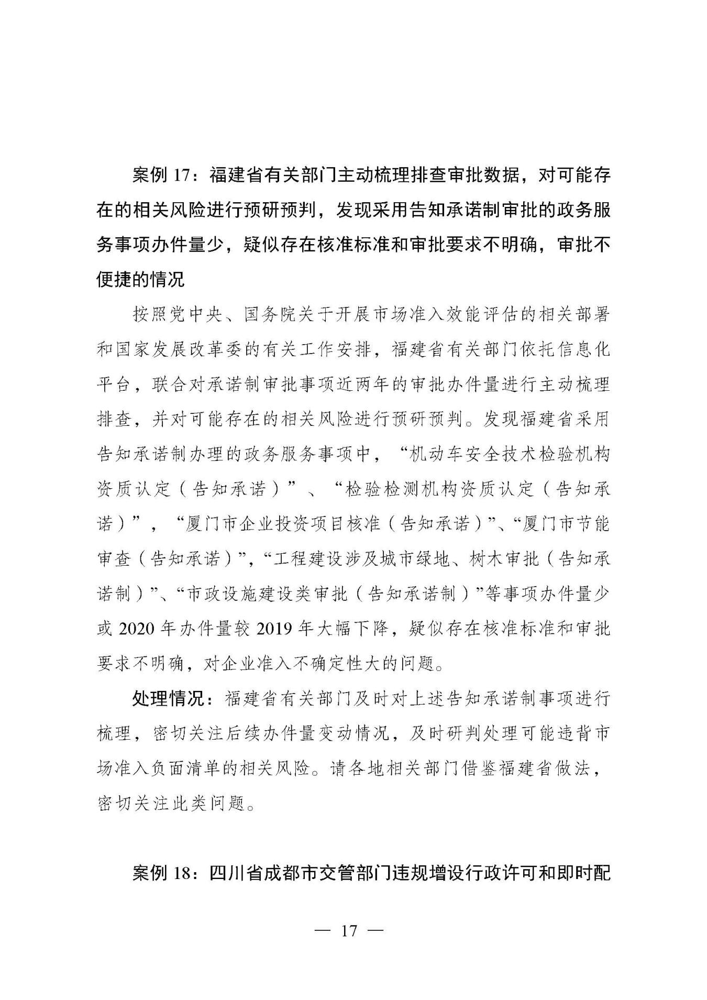 案例 17：福建省有关部门主动梳理排查审批数据，对可能存
在的相关风险进行预研预判，发现采用告知承诺制审批的政务服
务事项办件量少，疑似存在核准标准和审批要求不明确，审批不
便捷的情况
按照党中央、国务院关于开展市场准入效能评估的相关部署
和国家发展改革委的有关工作安排，福建省有关部门依托信息化
平台，联合对承诺制审批事项近两年的审批办件量进行主动梳理
排查，并对可能存在的相关风险进行预研预判。发现福建省采用
告知承诺制办理的政务服务事项中，“机动车安全技术检验机构
资质认定（告知承诺）”、“检验检测机构资质认定（告知承
诺）”，“厦门市企业投资项目核准（告知承诺）”、“厦门市节能
审查（告知承诺）”，“工程建设涉及城市绿地、树木审批（告知承
诺制）”、“市政设施建设类审批（告知承诺制）”等事项办件量少
或 2020 年办件量较 2019 年大幅下降，疑似存在核准标准和审批
要求不明确，对企业准入不确定性大的问题。
处理情况：福建省有关部门及时对上述告知承诺制事项进行
梳理，密切关注后续办件量变动情况，及时研判处理可能违背市
场准入负面清单的相关风险。请各地相关部门借鉴福建省做法，
密切关注此类问题。
案例 18：四川省成都市交管部门违规增设行政许可和即时配
— 17 —